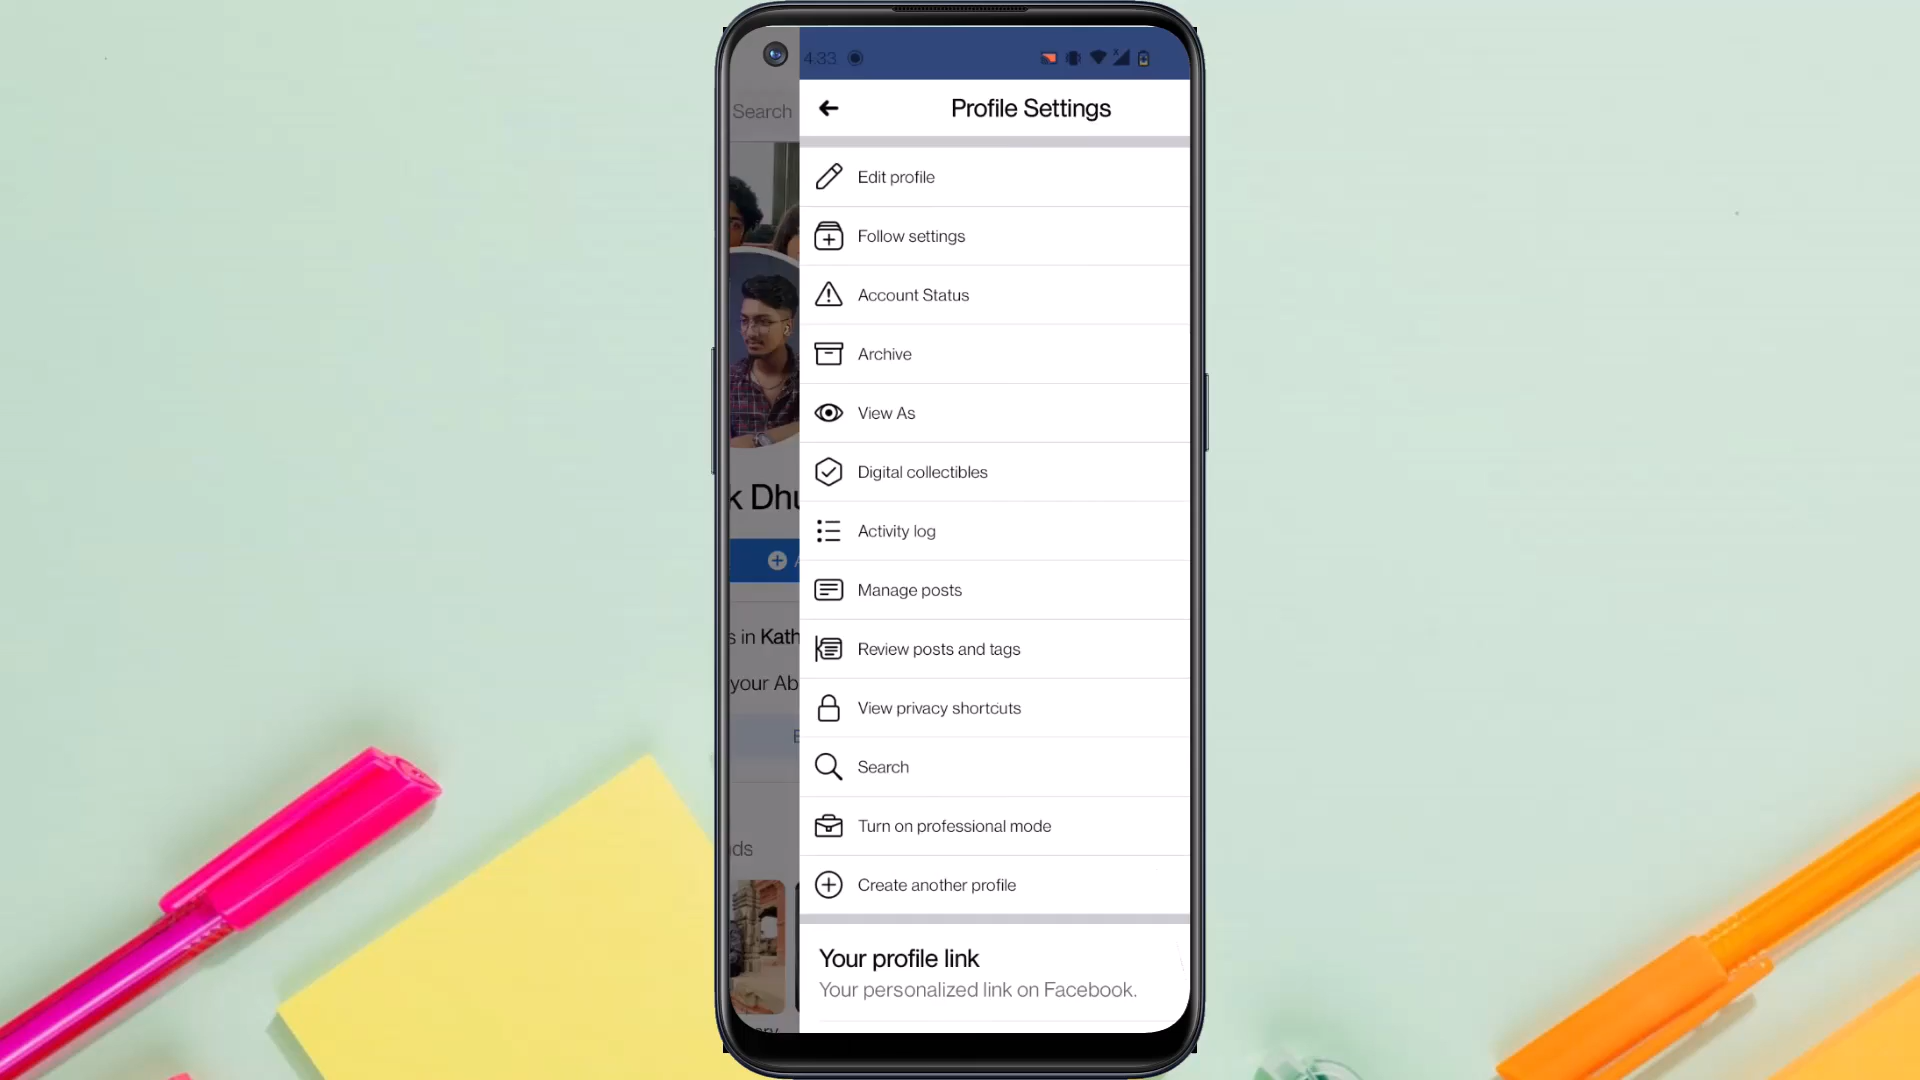 4:33
Search
Profile Settings
Edit profile
Follow settings
Account Status
Archive
View As
Digital collectibles
k Dhu
Activity log
Manage posts
s in Kath
Review posts and tags
your Ab
View privacy shortcuts
Search
Turn on professional mode
ds
Create another profile
Your profile link
Your personalized link on Facebook.